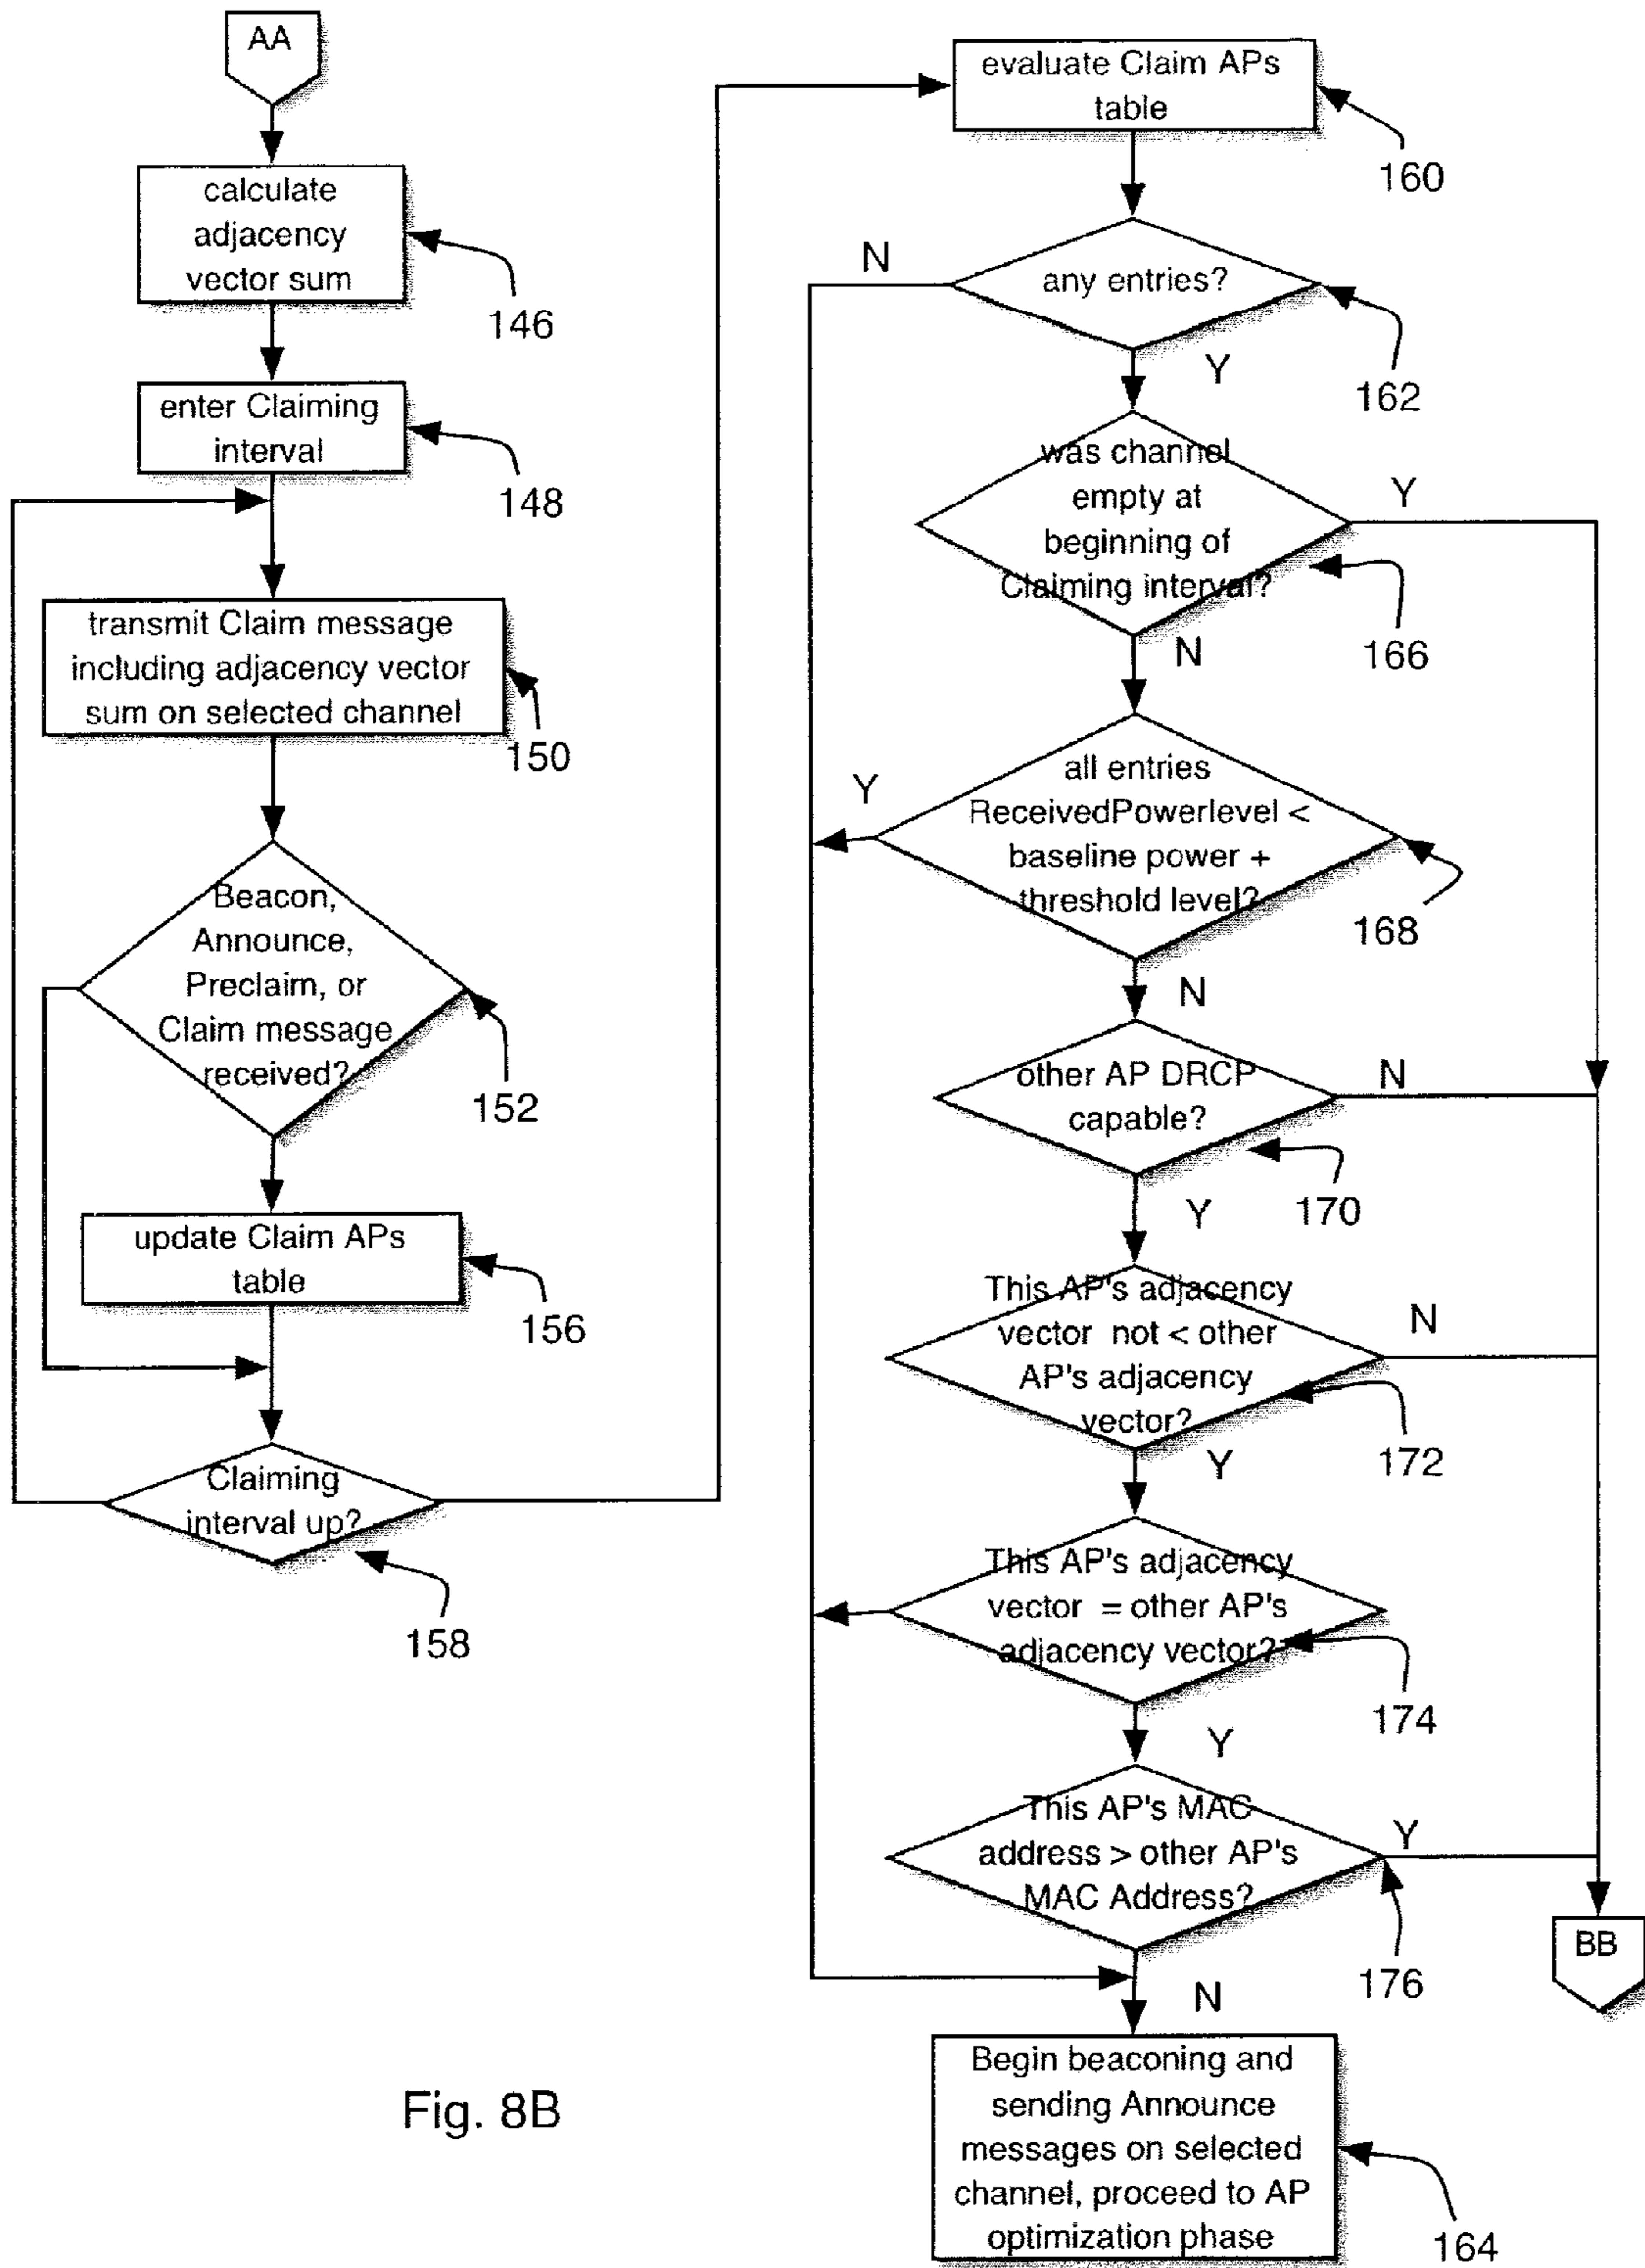 AA
calculate
adjacency
vector sum
146
enter Claiming
interval
148
transmit Claim message
including adjacency vector
sum on selected channel
150
Beacon,
Announce,
Preclaim, or
Claim message
received?
152
update Claim APs
table
156
Claiming
interval up?
158
evaluate Claim APs
table
160
any entries?
N
Y
162
was channel
empty at
beginning of
Claiming interval?
Y
N
166
all entries
ReceivedPowerlevel <
baseline power +
threshold level?
Y
N
168
other AP DRCP
capable?
N
Y
170
This AP's adjacency
vector not < other
AP's adjacency
vector?
N
Y
172
This AP's adjacency
vector = other AP's
adjacency vector?
Y
174
This AP's MAC
address > other AP's
MAC Address?
Y
N
176
BB
Begin beaconing and
sending Announce
messages on selected
channel, proceed to AP
optimization phase
164
Fig. 8B